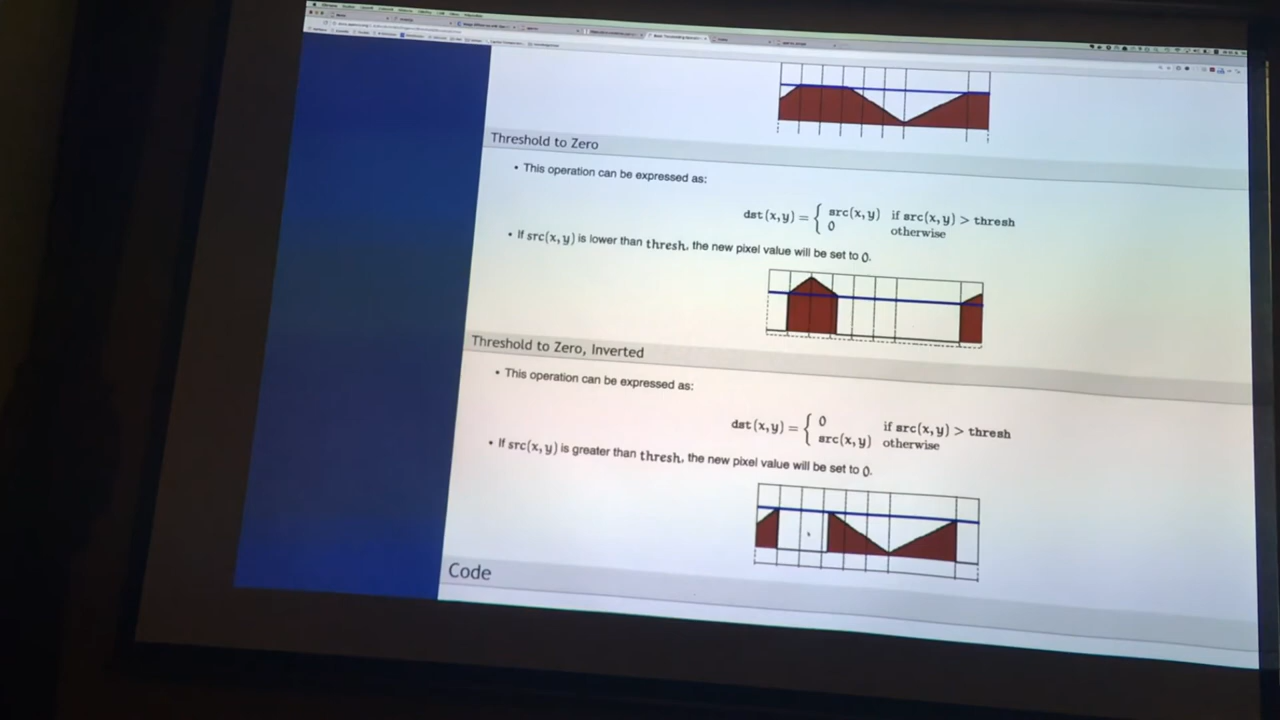 Threshold to Zero
• This operation can be expressed as:
dst(x,y) = { src(x,y) if src(x,y) > thresh
0 otherwise
• If src(x,y) is lower than thresh, the new pixel value will be set to 0.
Threshold to Zero, Inverted
• This operation can be expressed as:
dst(x,y) = { 0 if src(x,y) > thresh
src(x,y) otherwise
• If src(x,y) is greater than thresh, the new pixel value will be set to 0.
Code